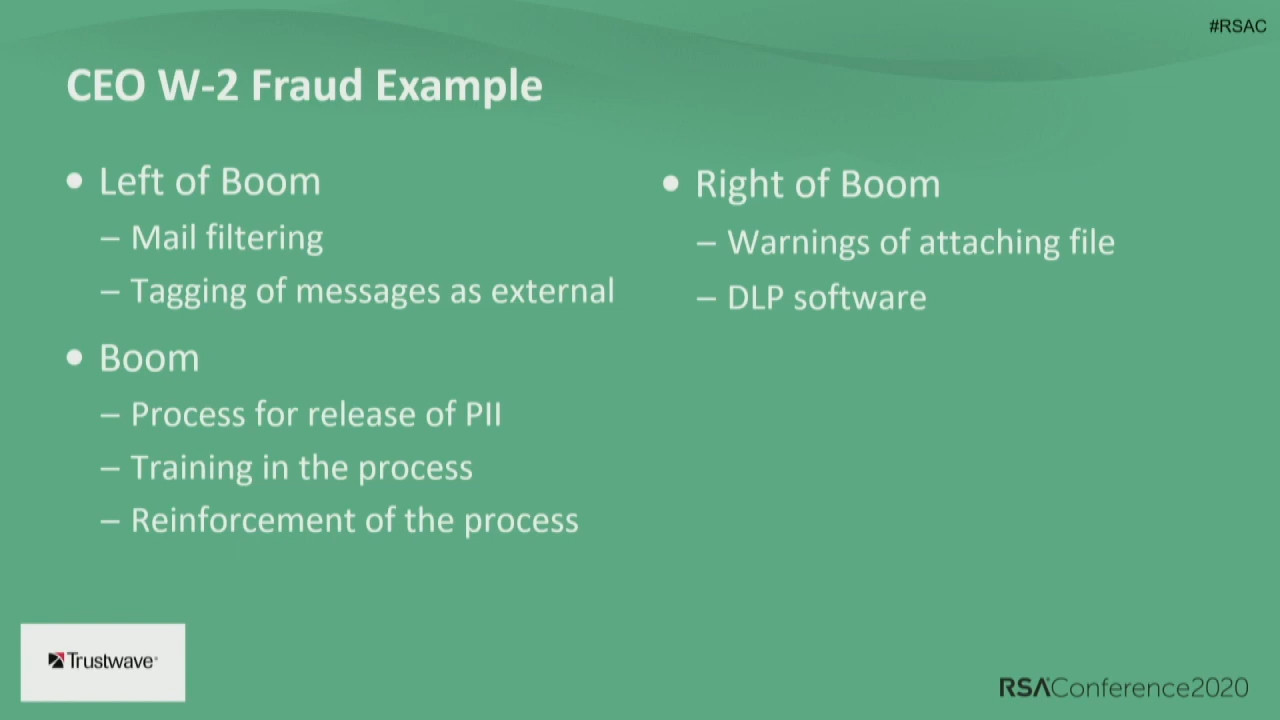 #RSAC
CEO W-2 Fraud Example
• Left of Boom
– Mail filtering
– Tagging of messages as external
• Boom
– Process for release of PII
– Training in the process
– Reinforcement of the process
• Right of Boom
– Warnings of attaching file
– DLP software
Trustwave®
RSAConference2020